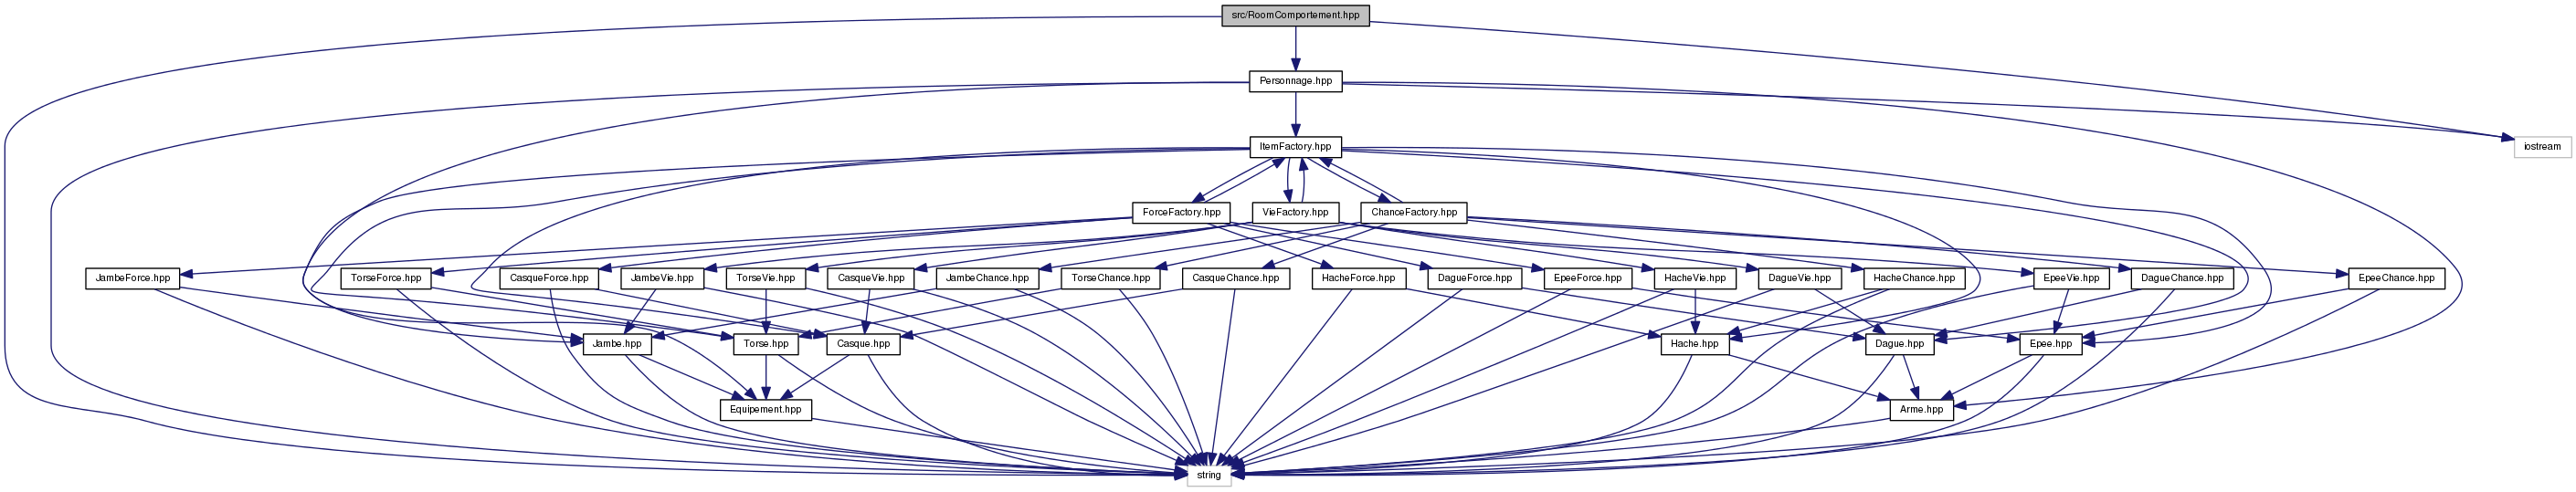 src/RoomComportement.hpp
Personnage.hpp
ItemFactory.hpp
iostream
ForceFactory.hpp
VieFactory.hpp
ChanceFactory.hpp
JambeForce.hpp
TorseForce.hpp
CasqueForce.hpp
JambeVie.hpp
TorseVie.hpp
CasqueVie.hpp
JambeChance.hpp
TorseChance.hpp
CasqueChance.hpp
HacheForce.hpp
DagueForce.hpp
EpeeForce.hpp
HacheVie.hpp
DagueVie.hpp
HacheChance.hpp
EpeeVie.hpp
DagueChance.hpp
EpeeChance.hpp
Jambe.hpp
Torse.hpp
Casque.hpp
Hache.hpp
Dague.hpp
Epee.hpp
Equipement.hpp
Arme.hpp
string